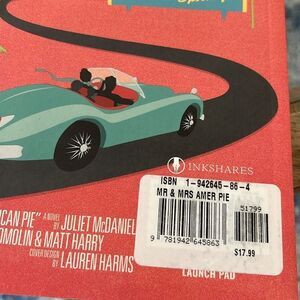 INKSHARES
ISBN 1-942645-86-4
MR & MRS AMER PIE
51799
9 781942 645863
$17.99
ICAN PIE" A NOVEL BY JULIET McDANIEL
OMOLIN & MATT HARRY
COVER DESIGN BY LAUREN HARMS
LAUNCH PAD